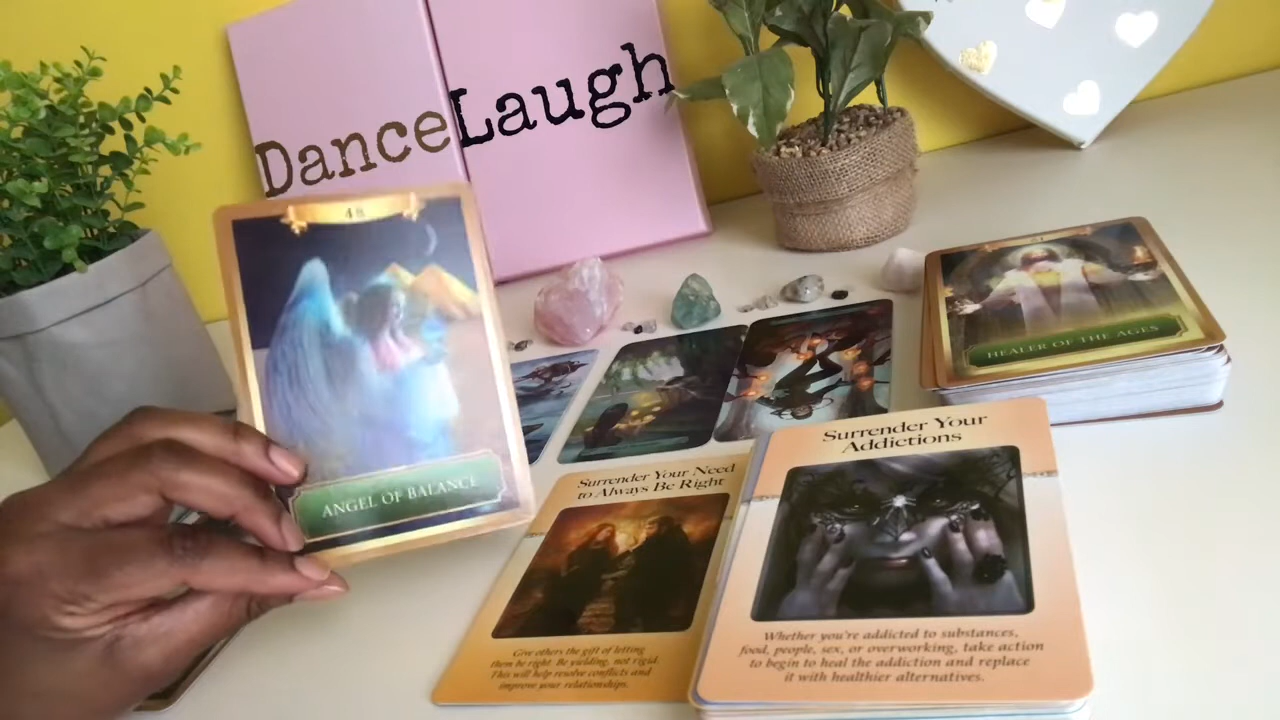 Dance
Laugh
48
ANGEL OF BALANCE
HEALER OF THE AGES
Surrender Your Need
to Always Be Right
Give others the gift of letting
them be right. Be yielding, not rigid.
This will help resolve conflicts and
improve your relationships.
Surrender Your
Addictions
Whether you're addicted to substances,
food, people, sex, or overworking, take action
to begin to heal the addiction and replace
it with healthier alternatives.